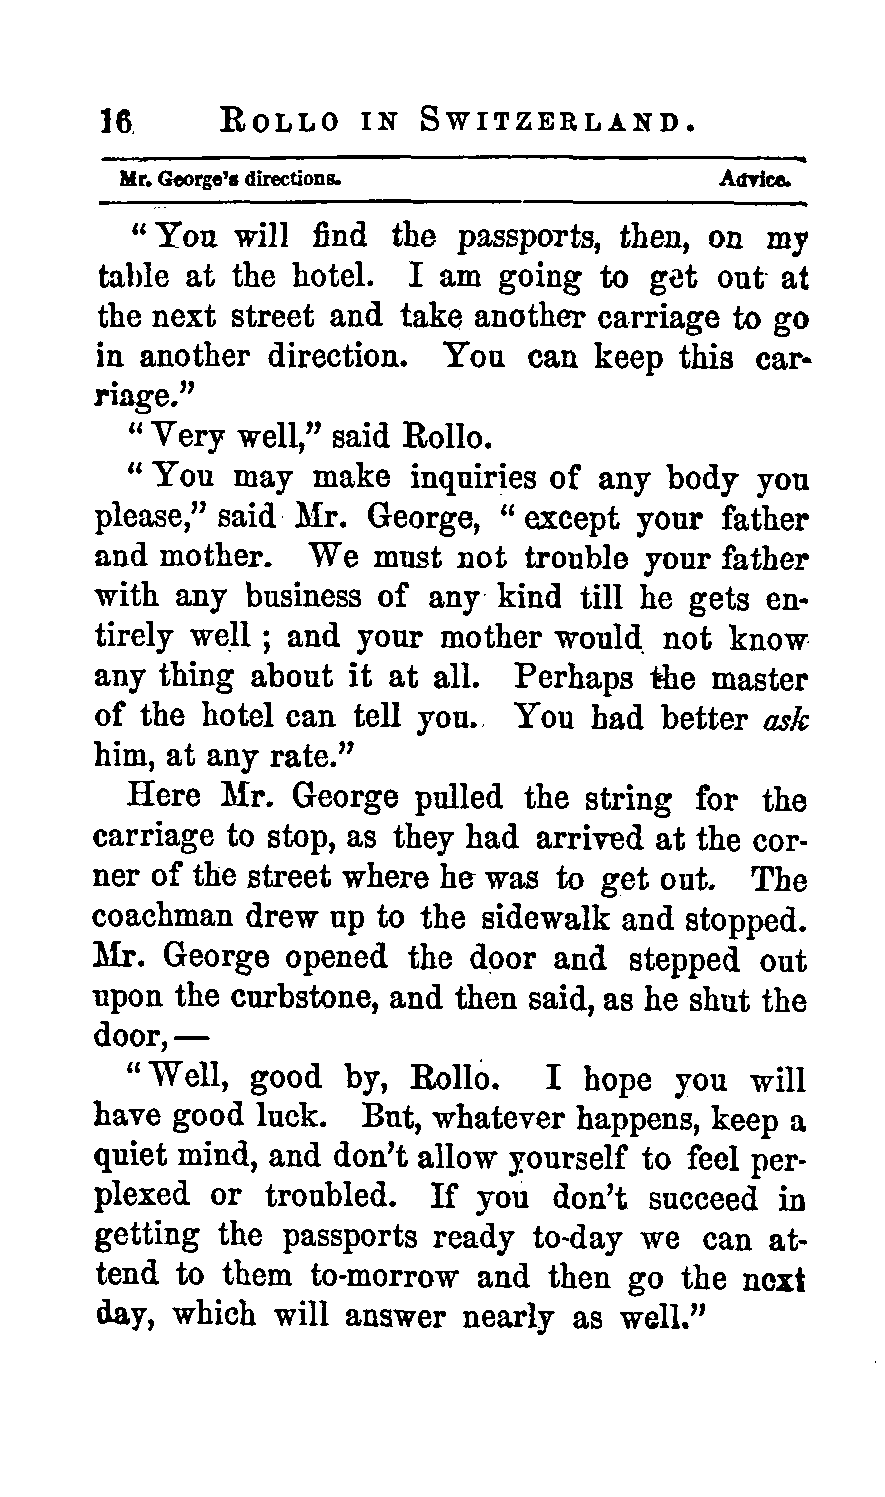 16 ROLLO IN SWITZERLAND.
Mr. George's directions. Advice.
"You will find the passports, then, on my
table at the hotel. I am going to get out at
the next street and take another carriage to go
in another direction. You can keep this car-
riage."
"Very well," said Rollo.
"You may make inquiries of any body you
please," said Mr. George, "except your father
and mother. We must not trouble your father
with any business of any kind till he gets en-
tirely well; and your mother would not know
any thing about it at all. Perhaps the master
of the hotel can tell you. You had better ask
him, at any rate."
Here Mr. George pulled the string for the
carriage to stop, as they had arrived at the cor-
ner of the street where he was to get out. The
coachman drew up to the sidewalk and stopped.
Mr. George opened the door and stepped out
upon the curbstone, and then said, as he shut the
door,—
"Well, good by, Rollo. I hope you will
have good luck. But, whatever happens, keep a
quiet mind, and don't allow yourself to feel per-
plexed or troubled. If you don't succeed in
getting the passports ready to-day we can at-
tend to them to-morrow and then go the next
day, which will answer nearly as well."